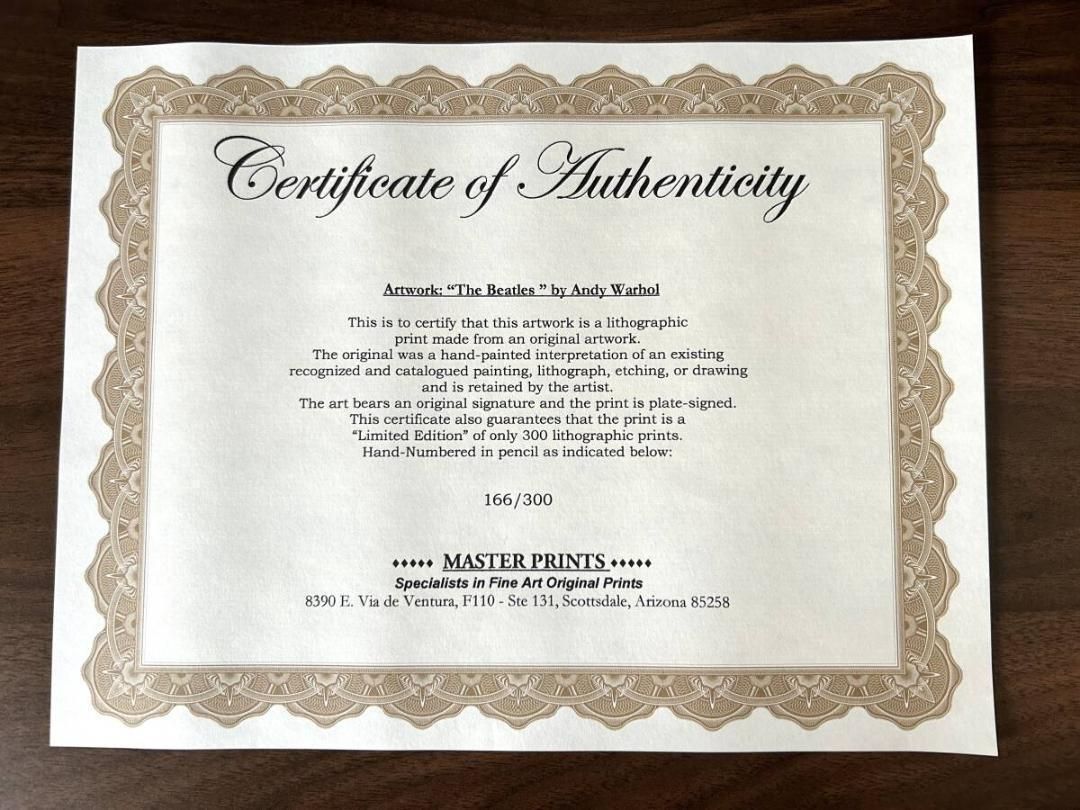 Certificate of Authenticity
Artwork: “The Beatles ” by Andy Warhol
This is to certify that this artwork is a lithographic
print made from an original artwork.
The original was a hand-painted interpretation of an existing
recognized and catalogued painting, lithograph, etching, or drawing
and is retained by the artist.
The art bears an original signature and the print is plate-signed.
This certificate also guarantees that the print is a
“Limited Edition” of only 300 lithographic prints.
Hand-Numbered in pencil as indicated below:
166/300
♦♦♦♦♦ MASTER PRINTS ♦♦♦♦♦
Specialists in Fine Art Original Prints
8390 E. Via de Ventura, F110 - Ste 131, Scottsdale, Arizona 85258